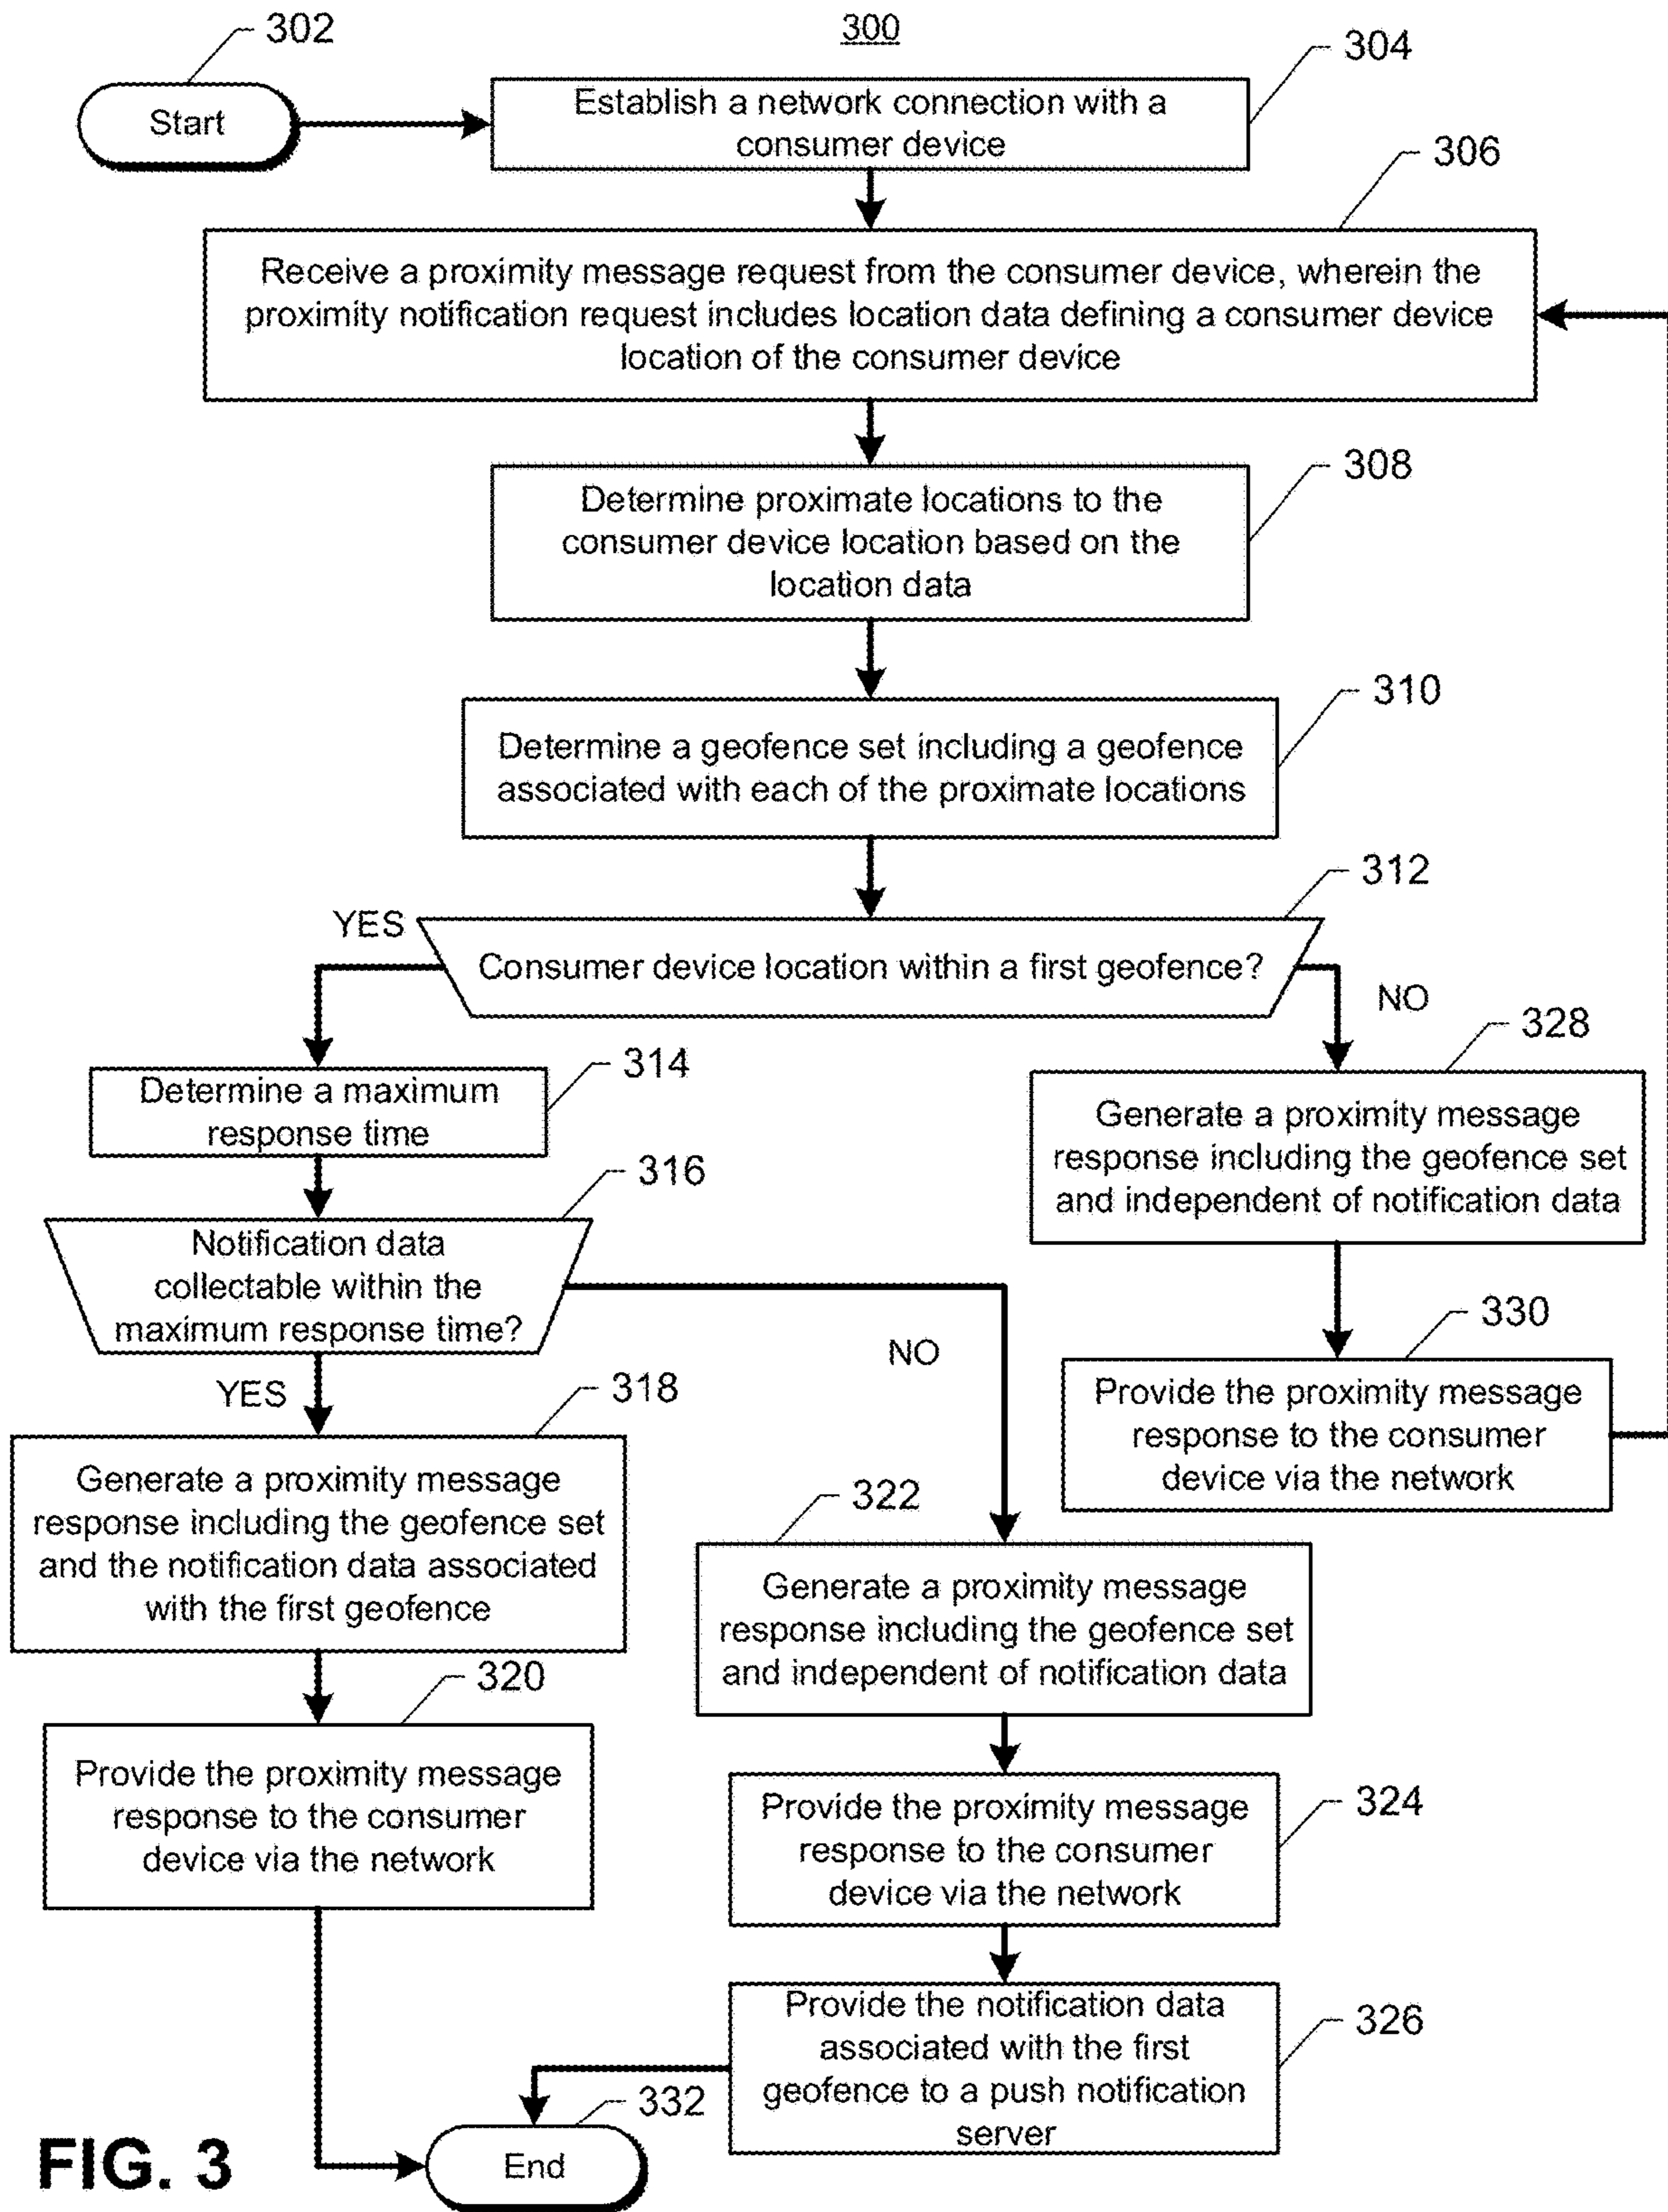 300
302
Start
304
Establish a network connection with a
consumer device
306
Receive a proximity message request from the consumer device, wherein the
proximity notification request includes location data defining a consumer device
location of the consumer device
308
Determine proximate locations to the
consumer device location based on the
location data
310
Determine a geofence set including a geofence
associated with each of the proximate locations
312
YES
Consumer device location within a first geofence?
NO
314
Determine a maximum
response time
316
Notification data
collectable within the
maximum response time?
YES
NO
318
Generate a proximity message
response including the geofence set
and the notification data associated
with the first geofence
320
Provide the proximity message
response to the consumer
device via the network
328
Generate a proximity message
response including the geofence set
and independent of notification data
330
Provide the proximity message
response to the consumer
device via the network
322
Generate a proximity message
response including the geofence set
and independent of notification data
324
Provide the proximity message
response to the consumer
device via the network
326
Provide the notification data
associated with the first
geofence to a push notification
server
332
End
FIG. 3